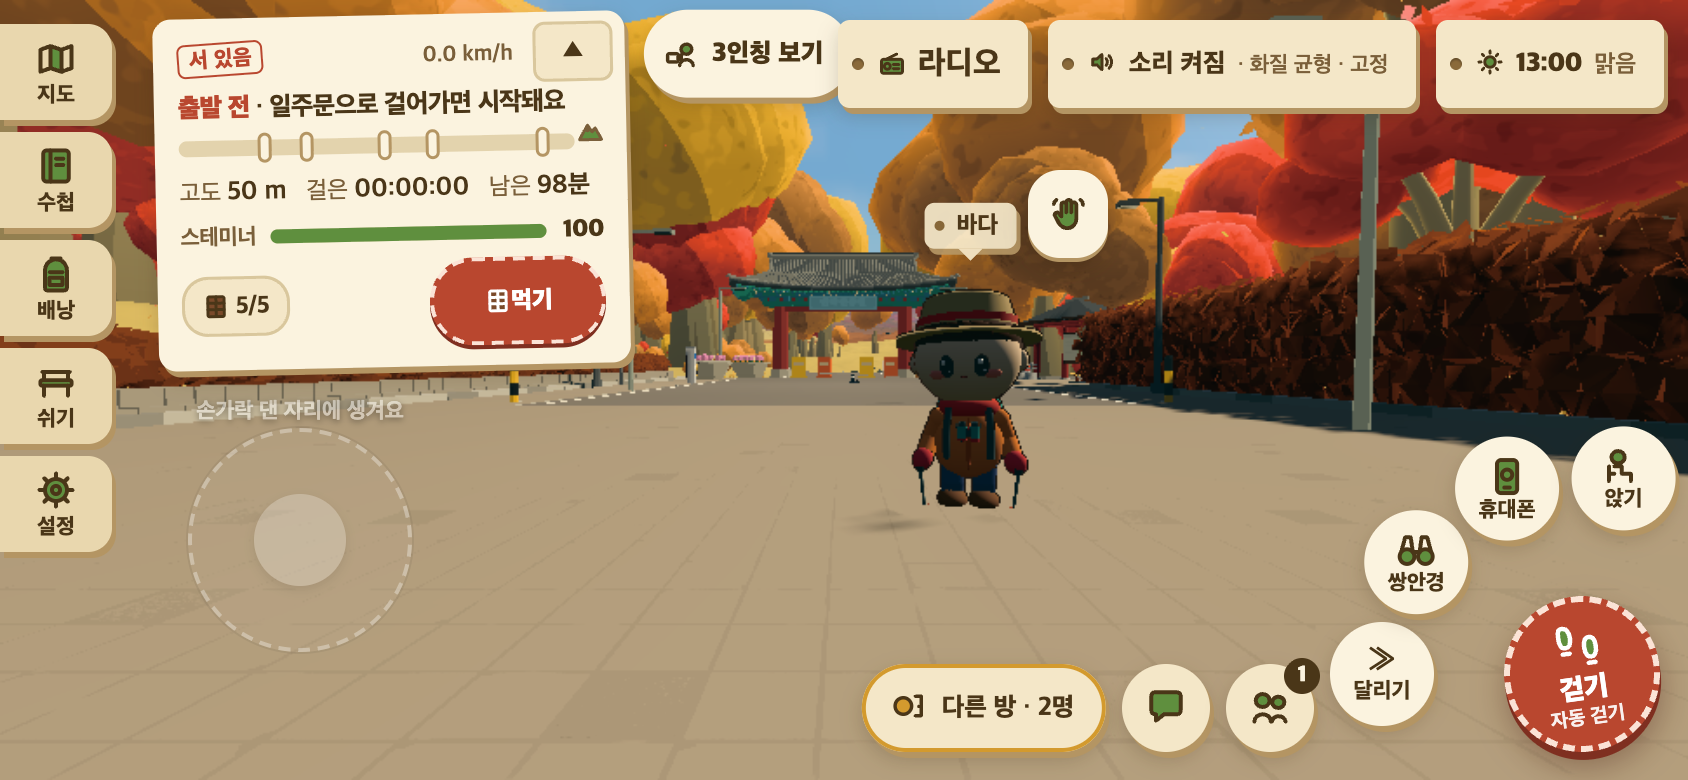 지도
수첩
배낭
쉬기
설정
서 있음
0.0 km/h
출발 전 · 일주문으로 걸어가면 시작돼요
고도 50 m 걸은 00:00:00 남은 98분
스테미너 100
5/5
먹기
3인칭 보기
라디오
소리 켜짐 · 화질 균형 · 고정
13:00 맑음
바다
손가락 댄 자리에 생겨요
휴대폰
앉기
쌍안경
달리기
걷기
자동 걷기
다른 방 · 2명
1